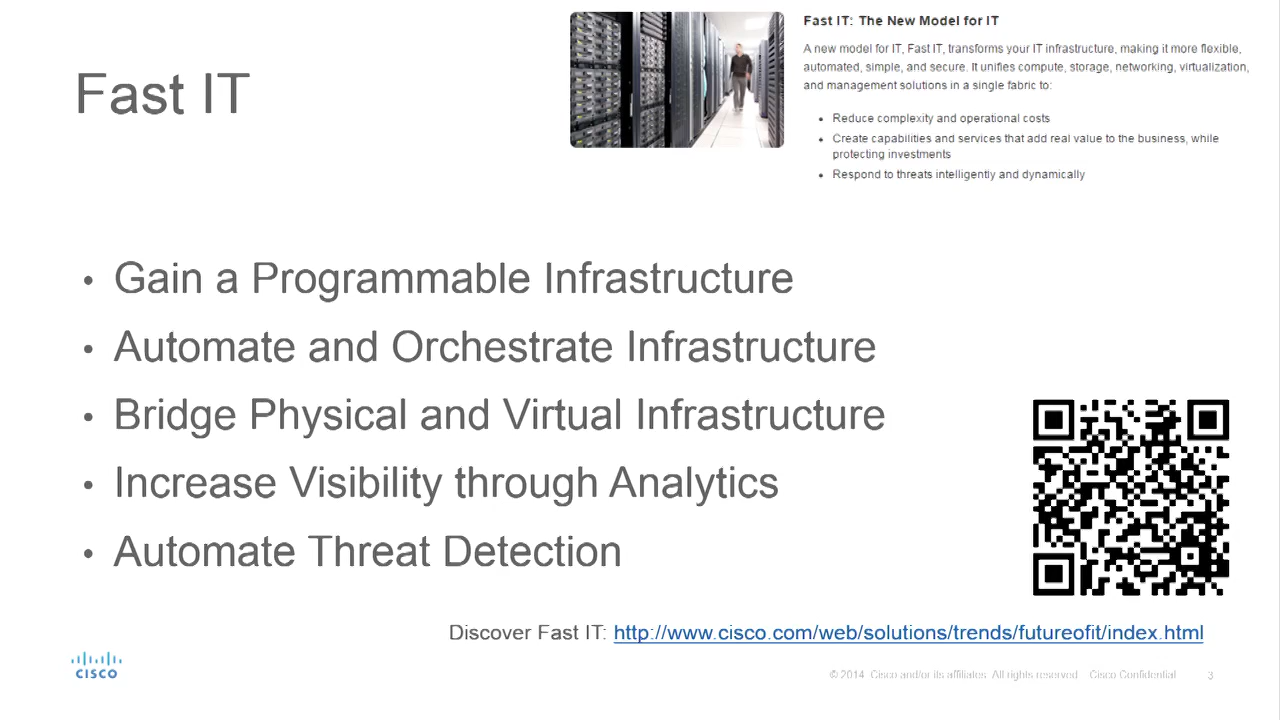 Fast IT
Fast IT: The New Model for IT
A new model for IT, Fast IT, transforms your IT infrastructure, making it more flexible,
automated, simple, and secure. It unifies compute, storage, networking, virtualization,
and management solutions in a single fabric to:
• Reduce complexity and operational costs
• Create capabilities and services that add real value to the business, while
protecting investments
• Respond to threats intelligently and dynamically
• Gain a Programmable Infrastructure
• Automate and Orchestrate Infrastructure
• Bridge Physical and Virtual Infrastructure
• Increase Visibility through Analytics
• Automate Threat Detection
Discover Fast IT: http://www.cisco.com/web/solutions/trends/futureofit/index.html
CISCO
© 2014 Cisco and/or its affiliates. All rights reserved. Cisco Confidential 3